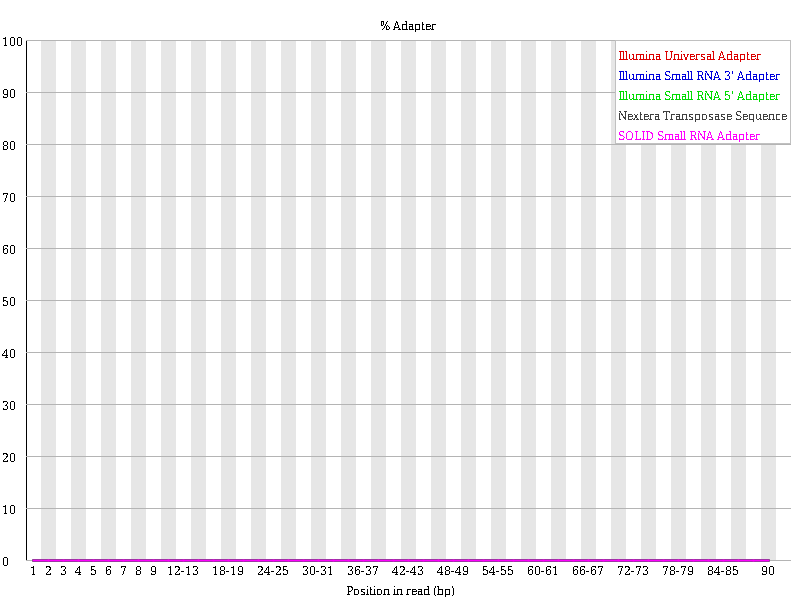 % Adapter
100
90
80
70
60
50
40
30
20
10
0
Illumina Universal Adapter
Illumina Small RNA 3' Adapter
Illumina Small RNA 5' Adapter
Nextera Transposase Sequence
SOLID Small RNA Adapter
1 2 3 4 5 6 7 8 9 12-13 18-19 24-25 30-31 36-37 42-43 48-49 54-55 60-61 66-67 72-73 78-79 84-85 90
Position in read (bp)